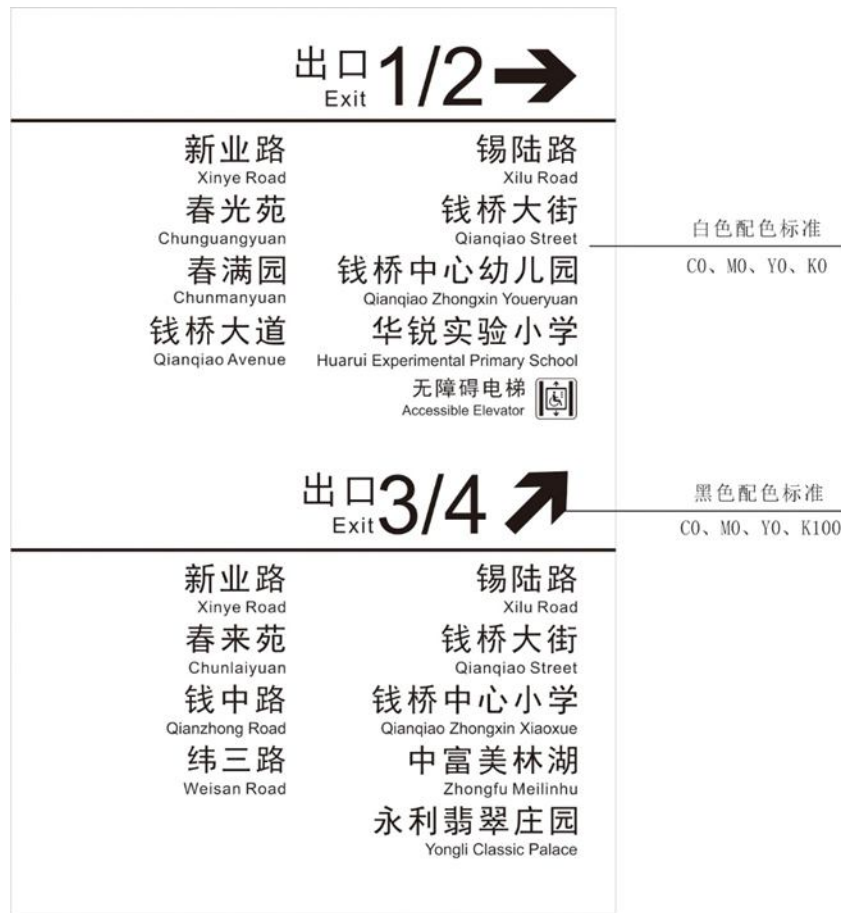 出口 1/2
Exit
新业路
Xinye Road
春光苑
Chunguangyuan
春满园
Chunmanyuan
钱桥大道
Qianqiao Avenue
锡陆路
Xilu Road
钱桥大街
Qianqiao Street
钱桥中心幼儿园
Qianqiao Zhongxin Youeryuan
华锐实验小学
Huarui Experimental Primary School
无障碍电梯
Accessible Elevator
白色配色标准
C0、M0、Y0、K0
出口 3/4
Exit
新业路
Xinye Road
春来苑
Chunlaiyuan
钱中路
Qianzhong Road
纬三路
Weisan Road
锡陆路
Xilu Road
钱桥大街
Qianqiao Street
钱桥中心小学
Qianqiao Zhongxin Xiaoxue
中富美林湖
Zhongfu Meilinhu
永利翡翠庄园
Yongli Classic Palace
黑色配色标准
C0、M0、Y0、K100